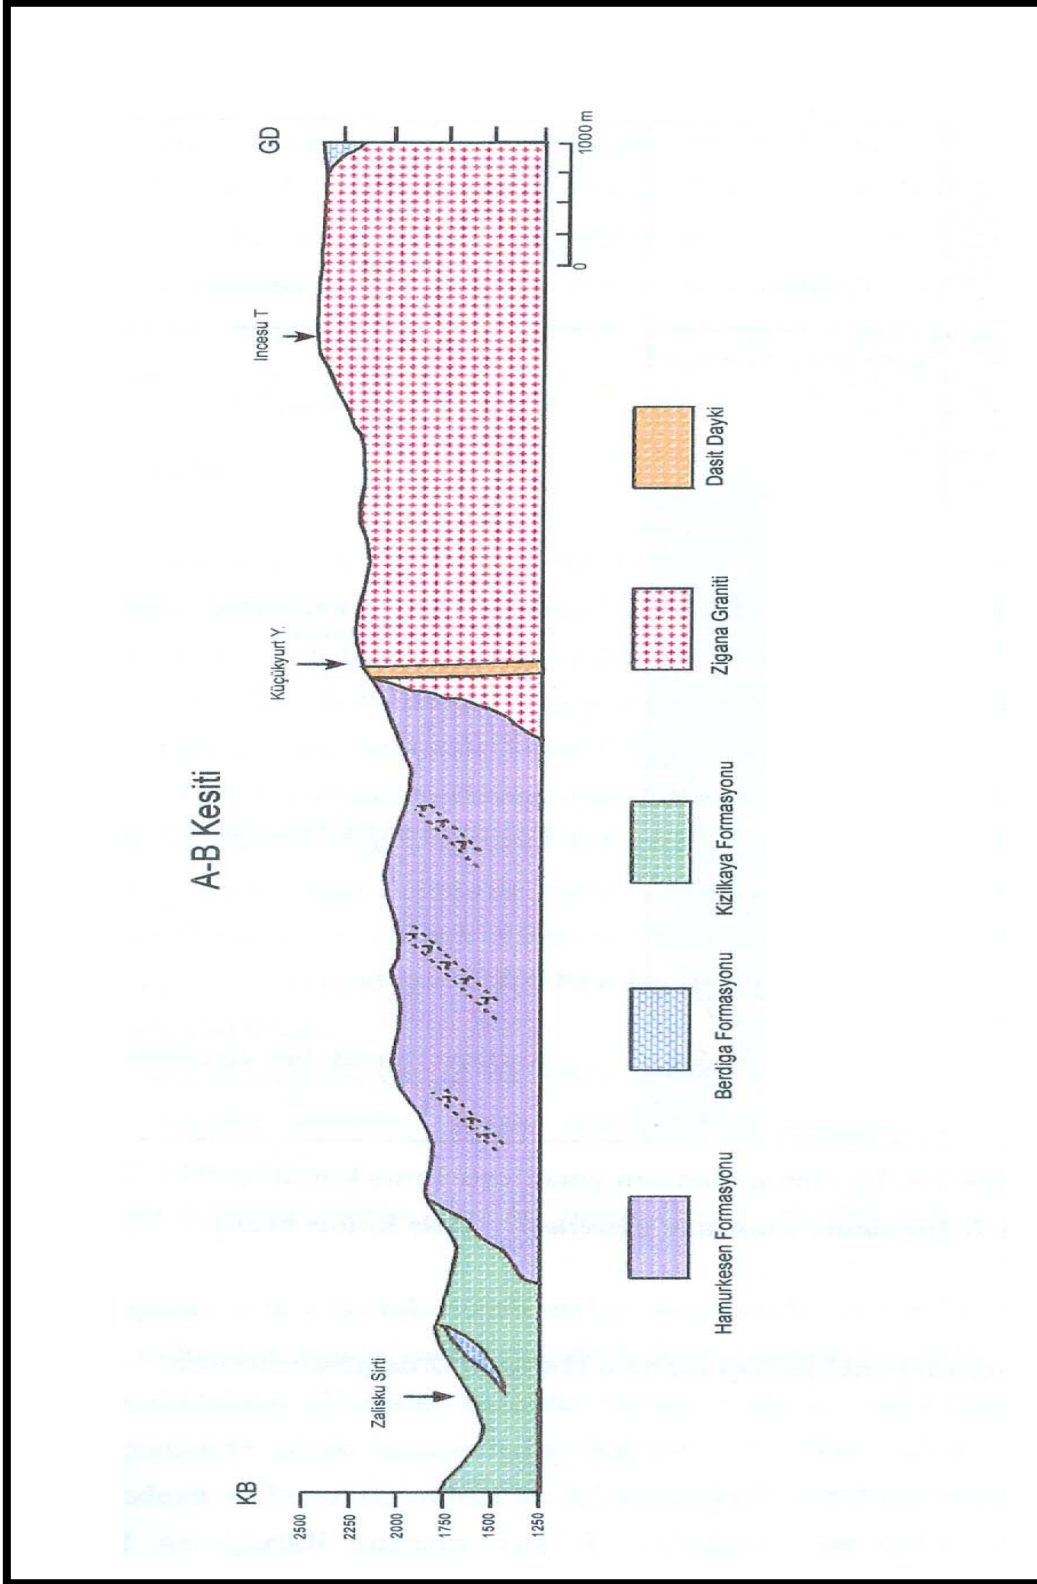 A-B Kesiti
KB
GD
Zalisku Sirti
Küçükyurt Y.
Incesu T
2500
2250
2000
1750
1500
1250
0
1000 m
Hamurkesen Formasyonu
Berdiga Formasyonu
Kizilkaya Formasyonu
Zigana Graniti
Dasit Dayki